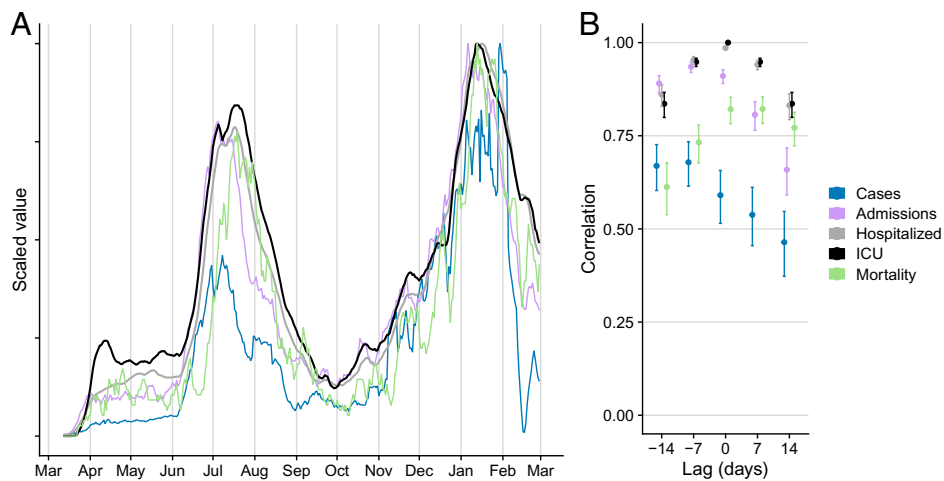 A
Scaled value
Mar Apr May Jun Jul Aug Sep Oct Nov Dec Jan Feb Mar
B
1.00
0.75
0.50
0.25
0.00
Correlation
−14 −7 0 7 14
Lag (days)
Cases
Admissions
Hospitalized
ICU
Mortality